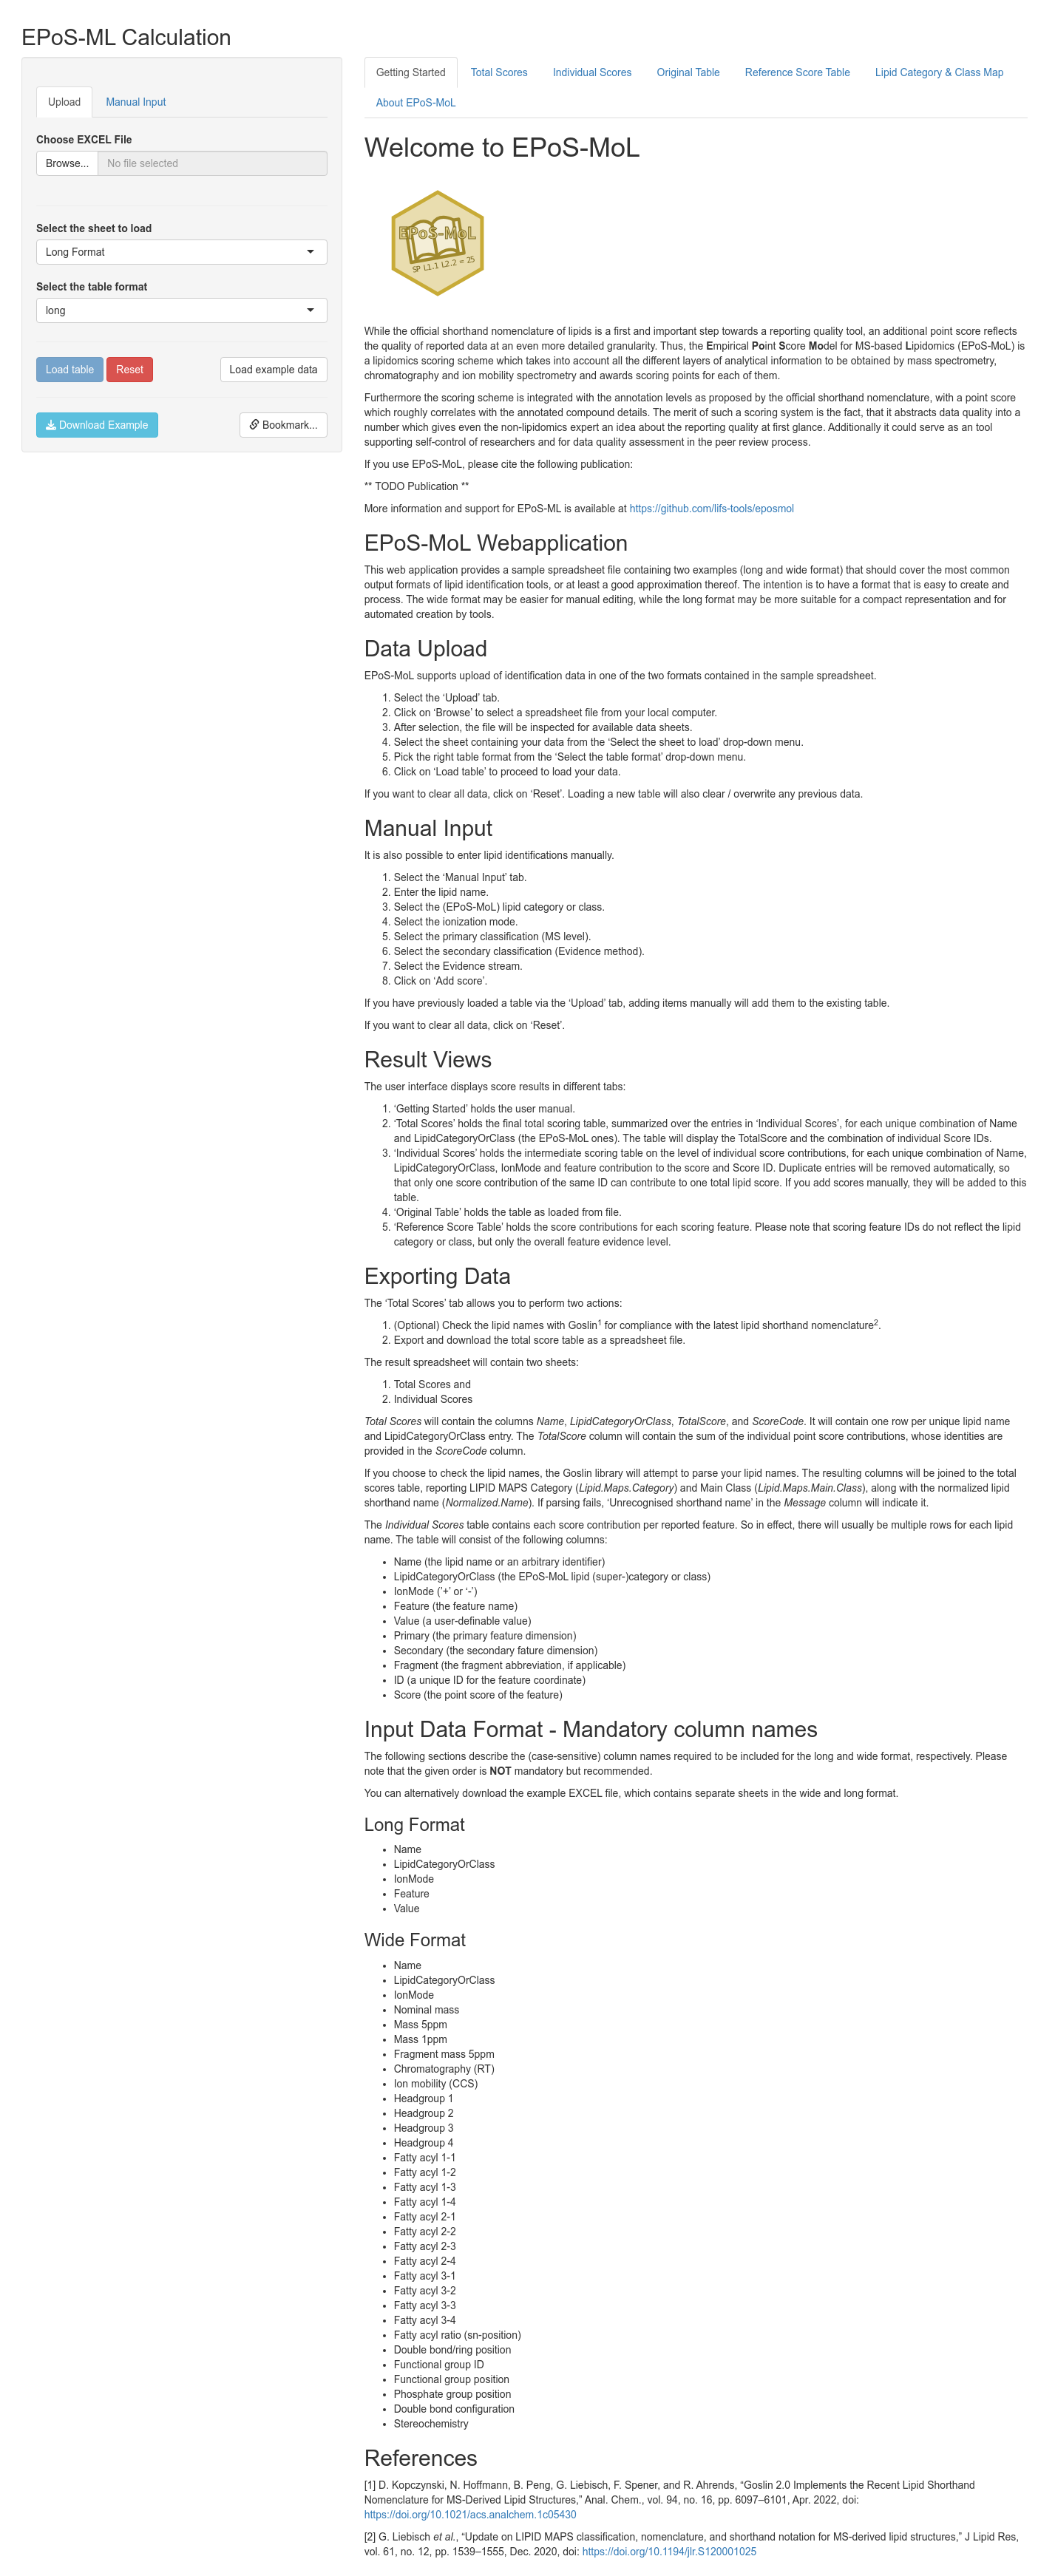 EPoS-ML Calculation
Upload
Manual Input
Choose EXCEL File
Browse...
No file selected
Select the sheet to load
Long Format
Select the table format
long
Load table
Reset
Load example data
Download Example
Bookmark...
Getting Started
Total Scores
Individual Scores
Original Table
Reference Score Table
Lipid Category & Class Map
About EPoS-MoL
Welcome to EPoS-MoL
EPoS-MoL
SP L1.1 L2.2 = 25
While the official shorthand nomenclature of lipids is a first and important step towards a reporting quality tool, an additional point score reflects
the quality of reported data at an even more detailed granularity. Thus, the Empirical Point Score Model for MS-based Lipidomics (EPoS-MoL) is
a lipidomics scoring scheme which takes into account all the different layers of analytical information to be obtained by mass spectrometry,
chromatography and ion mobility spectrometry and awards scoring points for each of them.
Furthermore the scoring scheme is integrated with the annotation levels as proposed by the official shorthand nomenclature, with a point score
which roughly correlates with the annotated compound details. The merit of such a scoring system is the fact, that it abstracts data quality into a
number which gives even the non-lipidomics expert an idea about the reporting quality at first glance. Additionally it could serve as an tool
supporting self-control of researchers and for data quality assessment in the peer review process.
If you use EPoS-MoL, please cite the following publication:
** TODO Publication **
More information and support for EPoS-ML is available at https://github.com/lifs-tools/eposmol
EPoS-MoL Webapplication
This web application provides a sample spreadsheet file containing two examples (long and wide format) that should cover the most common
output formats of lipid identification tools, or at least a good approximation thereof. The intention is to have a format that is easy to create and
process. The wide format may be easier for manual editing, while the long format may be more suitable for a compact representation and for
automated creation by tools.
Data Upload
EPoS-MoL supports upload of identification data in one of the two formats contained in the sample spreadsheet.
1. Select the ‘Upload’ tab.
2. Click on ‘Browse’ to select a spreadsheet file from your local computer.
3. After selection, the file will be inspected for available data sheets.
4. Select the sheet containing your data from the ‘Select the sheet to load’ drop-down menu.
5. Pick the right table format from the ‘Select the table format’ drop-down menu.
6. Click on ‘Load table’ to proceed to load your data.
If you want to clear all data, click on ‘Reset’. Loading a new table will also clear / overwrite any previous data.
Manual Input
It is also possible to enter lipid identifications manually.
1. Select the ‘Manual Input’ tab.
2. Enter the lipid name.
3. Select the (EPoS-MoL) lipid category or class.
4. Select the ionization mode.
5. Select the primary classification (MS level).
6. Select the secondary classification (Evidence method).
7. Select the Evidence stream.
8. Click on ‘Add score’.
If you have previously loaded a table via the ‘Upload’ tab, adding items manually will add them to the existing table.
If you want to clear all data, click on ‘Reset’.
Result Views
The user interface displays score results in different tabs:
1. ‘Getting Started’ holds the user manual.
2. ‘Total Scores’ holds the final total scoring table, summarized over the entries in ‘Individual Scores’, for each unique combination of Name
and LipidCategoryOrClass (the EPoS-MoL ones). The table will display the TotalScore and the combination of individual Score IDs.
3. ‘Individual Scores’ holds the intermediate scoring table on the level of individual score contributions, for each unique combination of Name,
LipidCategoryOrClass, IonMode and feature contribution to the score and Score ID. Duplicate entries will be removed automatically, so
that only one score contribution of the same ID can contribute to one total lipid score. If you add scores manually, they will be added to this
table.
4. ‘Original Table’ holds the table as loaded from file.
5. ‘Reference Score Table’ holds the score contributions for each scoring feature. Please note that scoring feature IDs do not reflect the lipid
category or class, but only the overall feature evidence level.
Exporting Data
The ‘Total Scores’ tab allows you to perform two actions:
1. (Optional) Check the lipid names with Goslin1 for compliance with the latest lipid shorthand nomenclature2.
2. Export and download the total score table as a spreadsheet file.
The result spreadsheet will contain two sheets:
1. Total Scores and
2. Individual Scores
Total Scores will contain the columns Name, LipidCategoryOrClass, TotalScore, and ScoreCode. It will contain one row per unique lipid name
and LipidCategoryOrClass entry. The TotalScore column will contain the sum of the individual point score contributions, whose identities are
provided in the ScoreCode column.
If you choose to check the lipid names, the Goslin library will attempt to parse your lipid names. The resulting columns will be joined to the total
scores table, reporting LIPID MAPS Category (Lipid.Maps.Category) and Main Class (Lipid.Maps.Main.Class), along with the normalized lipid
shorthand name (Normalized.Name). If parsing fails, ‘Unrecognised shorthand name’ in the Message column will indicate it.
The Individual Scores table contains each score contribution per reported feature. So in effect, there will usually be multiple rows for each lipid
name. The table will consist of the following columns:
• Name (the lipid name or an arbitrary identifier)
• LipidCategoryOrClass (the EPoS-MoL lipid (super-)category or class)
• IonMode (’+’ or ‘-’)
• Feature (the feature name)
• Value (a user-definable value)
• Primary (the primary feature dimension)
• Secondary (the secondary fature dimension)
• Fragment (the fragment abbreviation, if applicable)
• ID (a unique ID for the feature coordinate)
• Score (the point score of the feature)
Input Data Format - Mandatory column names
The following sections describe the (case-sensitive) column names required to be included for the long and wide format, respectively. Please
note that the given order is NOT mandatory but recommended.
You can alternatively download the example EXCEL file, which contains separate sheets in the wide and long format.
Long Format
• Name
• LipidCategoryOrClass
• IonMode
• Feature
• Value
Wide Format
• Name
• LipidCategoryOrClass
• IonMode
• Nominal mass
• Mass 5ppm
• Mass 1ppm
• Fragment mass 5ppm
• Chromatography (RT)
• Ion mobility (CCS)
• Headgroup 1
• Headgroup 2
• Headgroup 3
• Headgroup 4
• Fatty acyl 1-1
• Fatty acyl 1-2
• Fatty acyl 1-3
• Fatty acyl 1-4
• Fatty acyl 2-1
• Fatty acyl 2-2
• Fatty acyl 2-3
• Fatty acyl 2-4
• Fatty acyl 3-1
• Fatty acyl 3-2
• Fatty acyl 3-3
• Fatty acyl 3-4
• Fatty acyl ratio (sn-position)
• Double bond/ring position
• Functional group ID
• Functional group position
• Phosphate group position
• Double bond configuration
• Stereochemistry
References
[1] D. Kopczynski, N. Hoffmann, B. Peng, G. Liebisch, F. Spener, and R. Ahrends, “Goslin 2.0 Implements the Recent Lipid Shorthand
Nomenclature for MS-Derived Lipid Structures,” Anal. Chem., vol. 94, no. 16, pp. 6097–6101, Apr. 2022, doi:
https://doi.org/10.1021/acs.analchem.1c05430
[2] G. Liebisch et al., “Update on LIPID MAPS classification, nomenclature, and shorthand notation for MS-derived lipid structures,” J Lipid Res,
vol. 61, no. 12, pp. 1539–1555, Dec. 2020, doi: https://doi.org/10.1194/jlr.S120001025